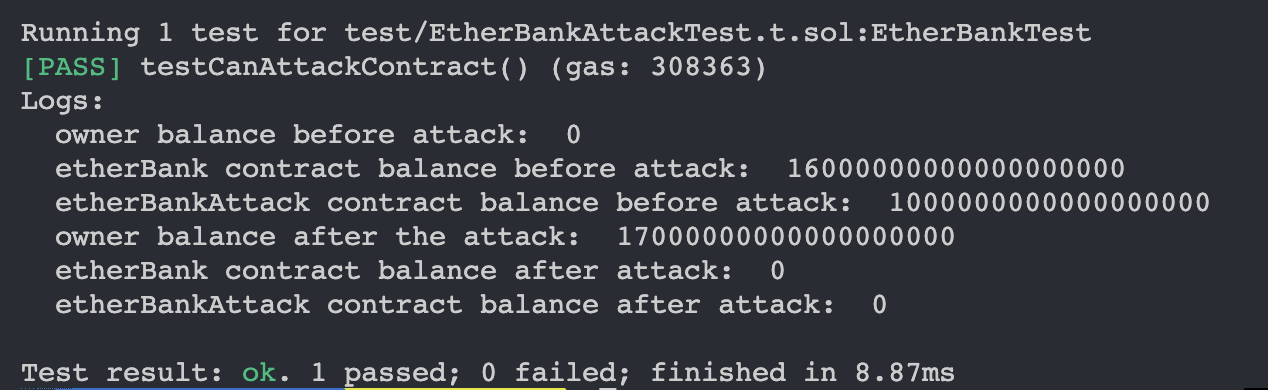 Running 1 test for test/EtherBankAttackTest.t.sol:EtherBankTest
[PASS] testCanAttackContract() (gas: 308363)
Logs:
  owner balance before attack:  0
  etherBank contract balance before attack:  16000000000000000000
  etherBankAttack contract balance before attack:  1000000000000000000
  owner balance after the attack:  17000000000000000000
  etherBank contract balance after attack:  0
  etherBankAttack contract balance after attack:  0
Test result: ok. 1 passed; 0 failed; finished in 8.87ms